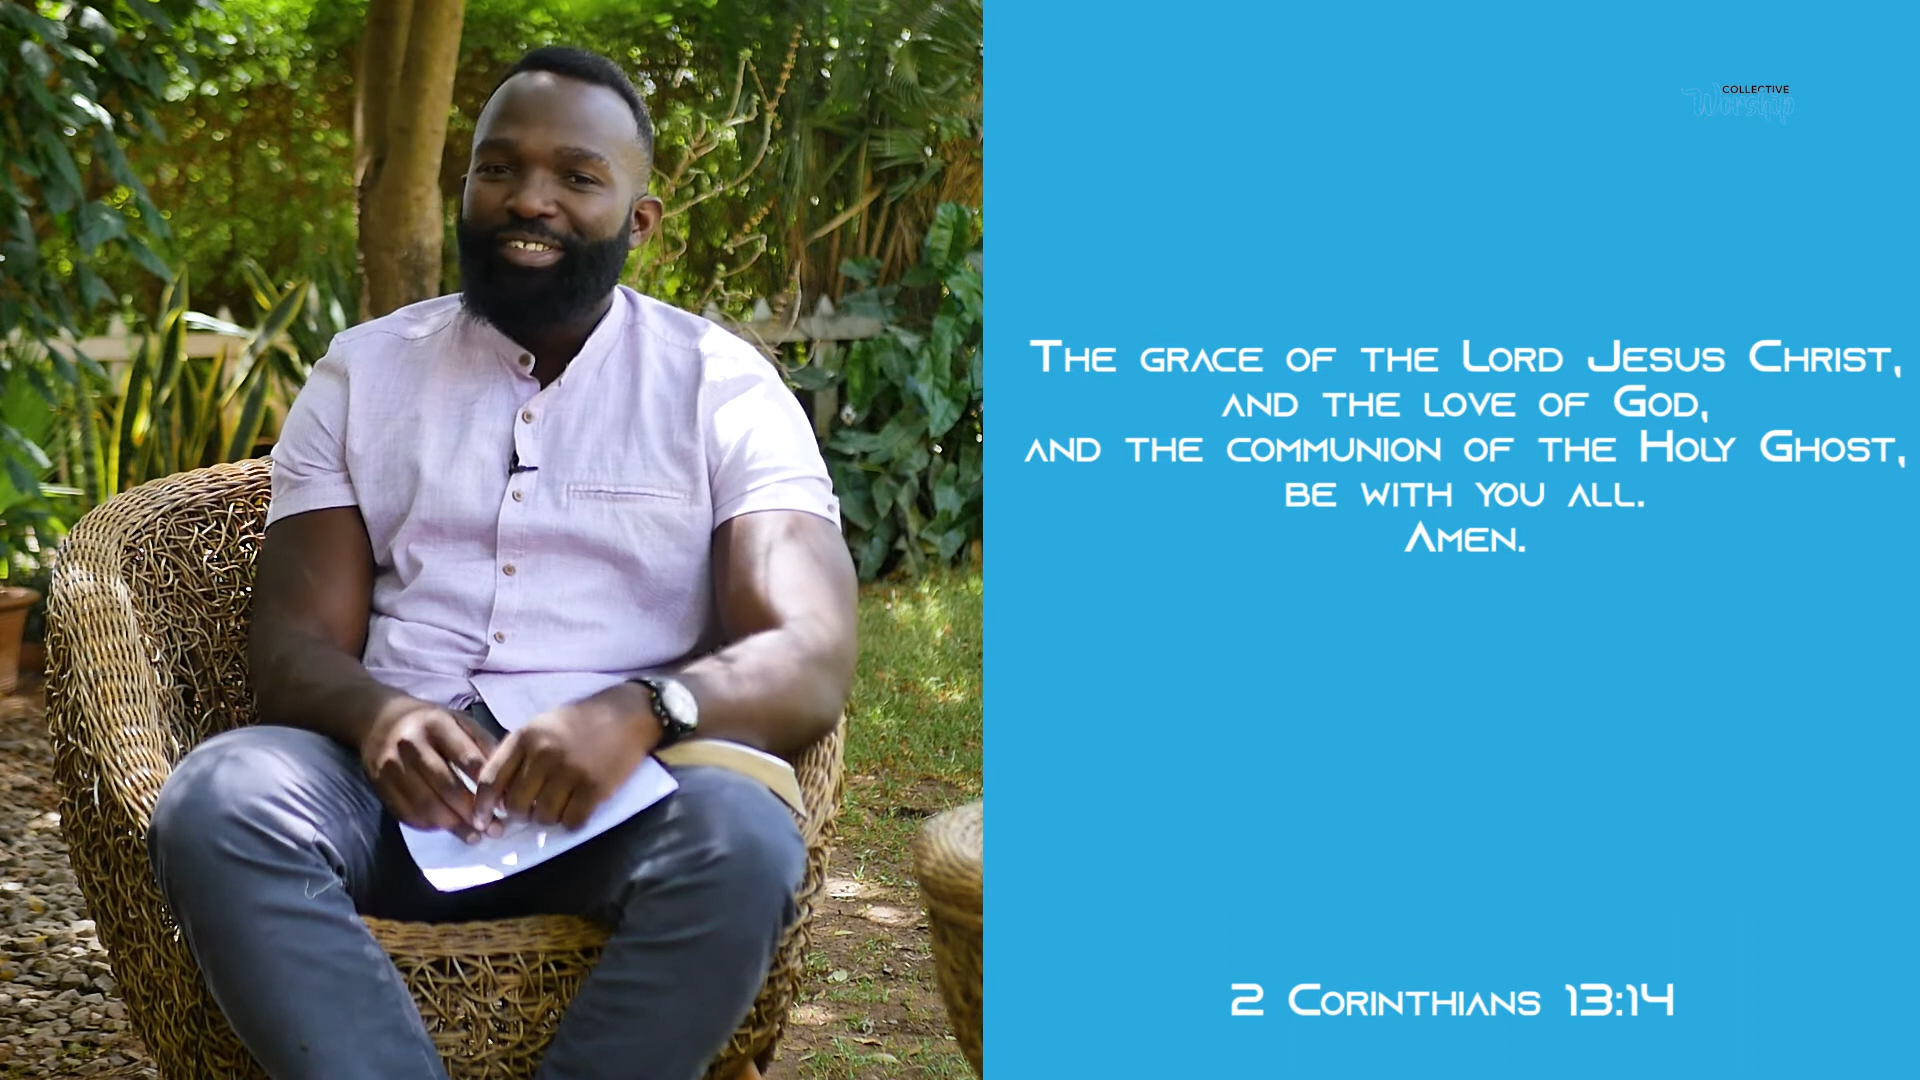 COLLECTIVE
Worship
The grace of the Lord Jesus Christ,
and the love of God,
and the communion of the Holy Ghost,
be with you all.
Amen.
2 Corinthians 13:14